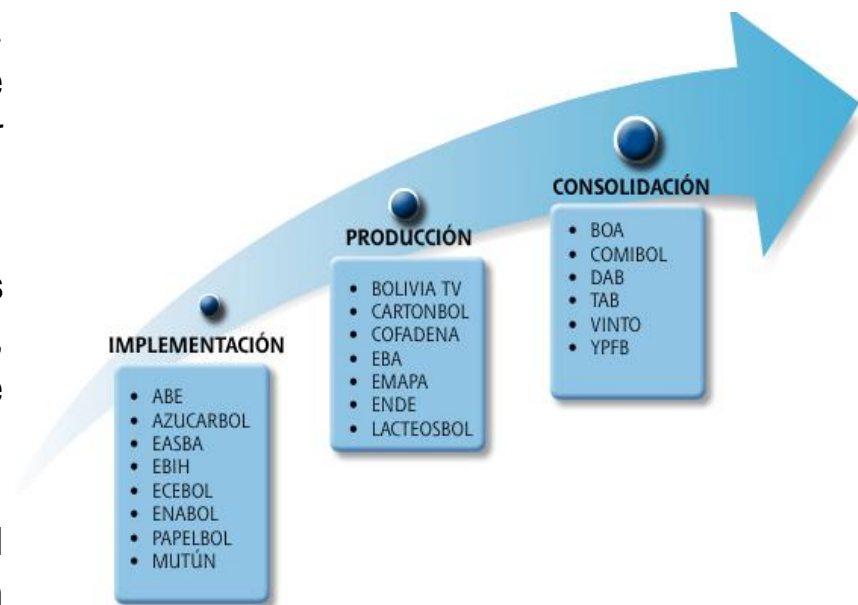 CONSOLIDACIÓN
• BOA
• COMIBOL
• DAB
• TAB
• VINTO
• YPFB
PRODUCCIÓN
• BOLIVIA TV
• CARTONBOL
• COFADENA
• EBA
• EMAPA
• ENDE
• LACTEOSBOL
IMPLEMENTACIÓN
• ABE
• AZUCARBOL
• EASBA
• EBIH
• ECEBOL
• ENABOL
• PAPELBOL
• MUTÚN